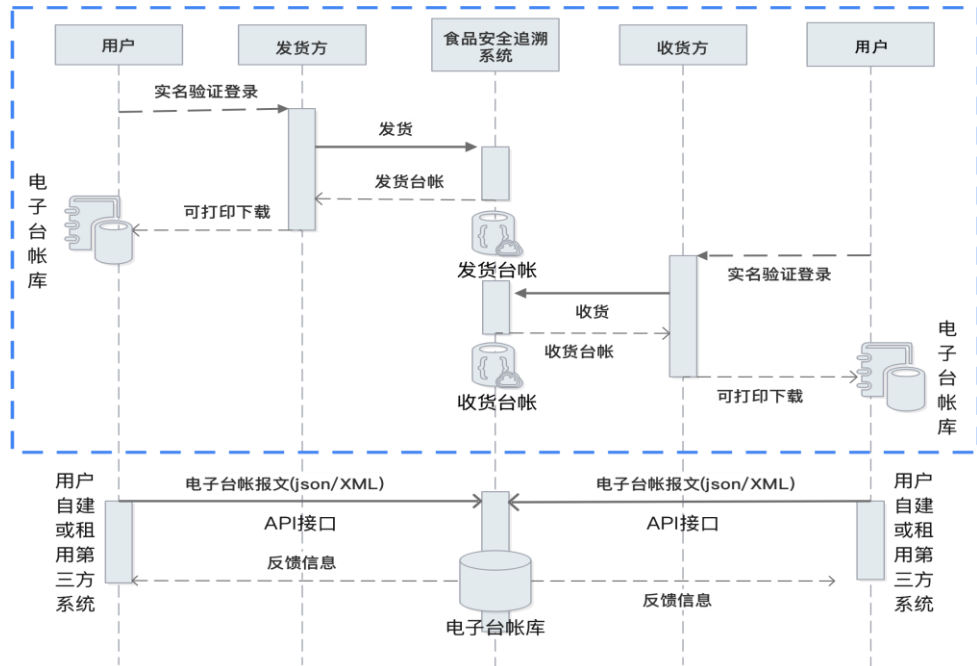 用户
发货方
食品安全追溯
系统
收货方
用户
实名验证登录
发货
发货台帐
可打印下载
电
子
台
帐
库
发货台帐
实名验证登录
收货
收货台帐
可打印下载
电
子
台
帐
库
收货台帐
用户
自建
或租
用第
三方
系统
电子台帐报文(json/XML)
API接口
反馈信息
电子台帐报文(json/XML)
API接口
反馈信息
电子台帐库
用户
自建
或租
用第
三方
系统